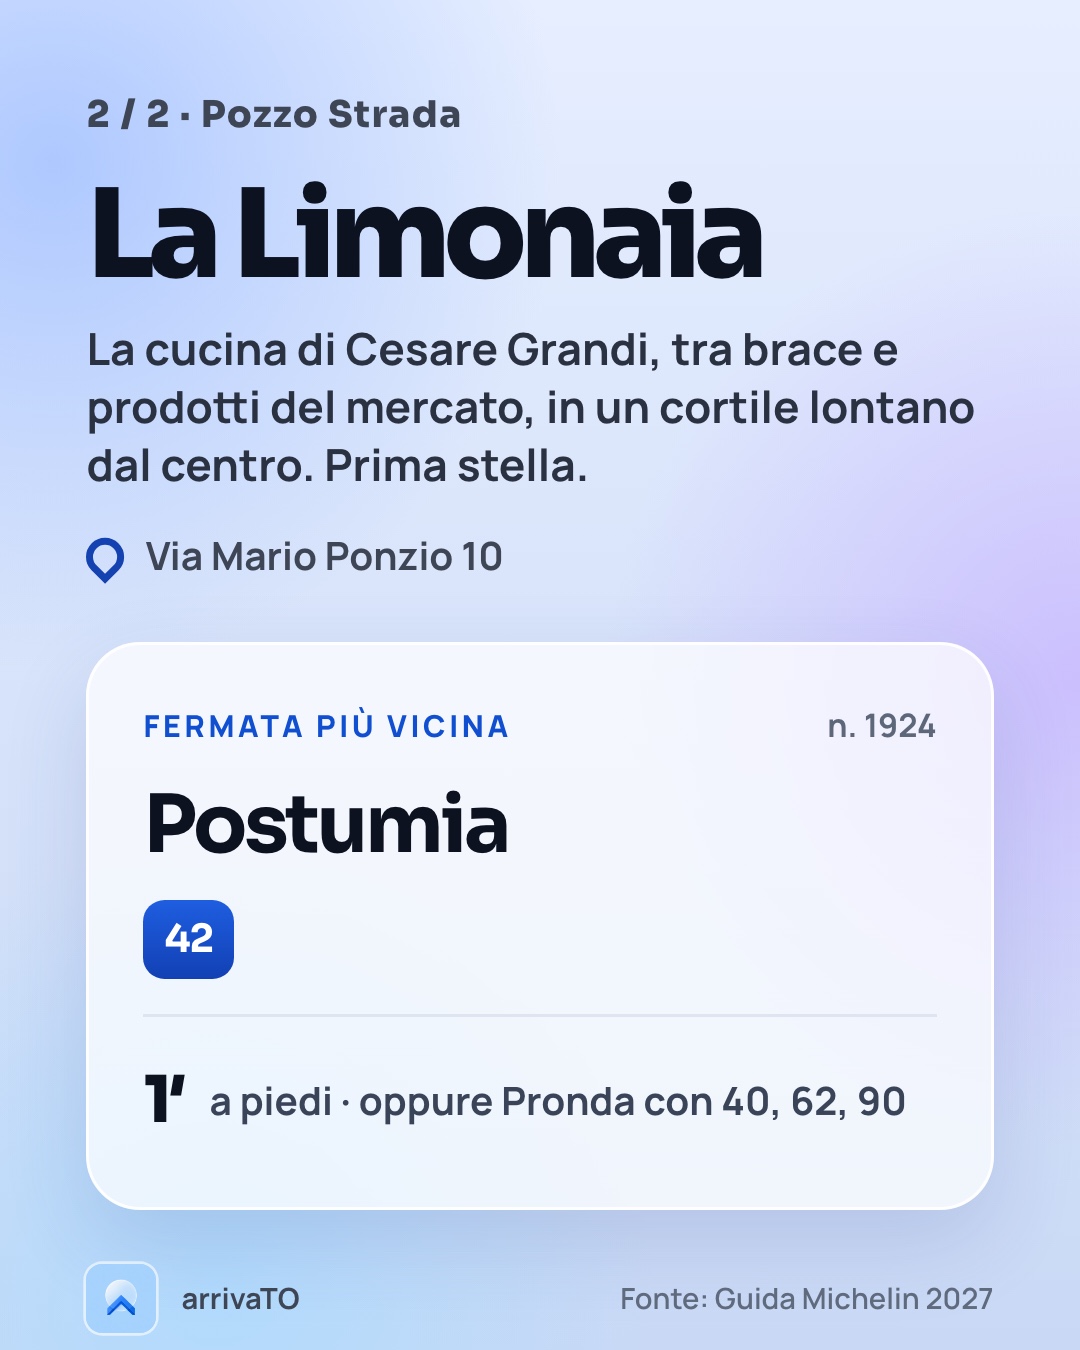 2 / 2 · Pozzo Strada
La Limonaia
La cucina di Cesare Grandi, tra brace e
prodotti del mercato, in un cortile lontano
dal centro. Prima stella.
Via Mario Ponzio 10
FERMATA PIÙ VICINA
n. 1924
Postumia
42
1′ a piedi · oppure Pronda con 40, 62, 90
arrivaTO
Fonte: Guida Michelin 2027